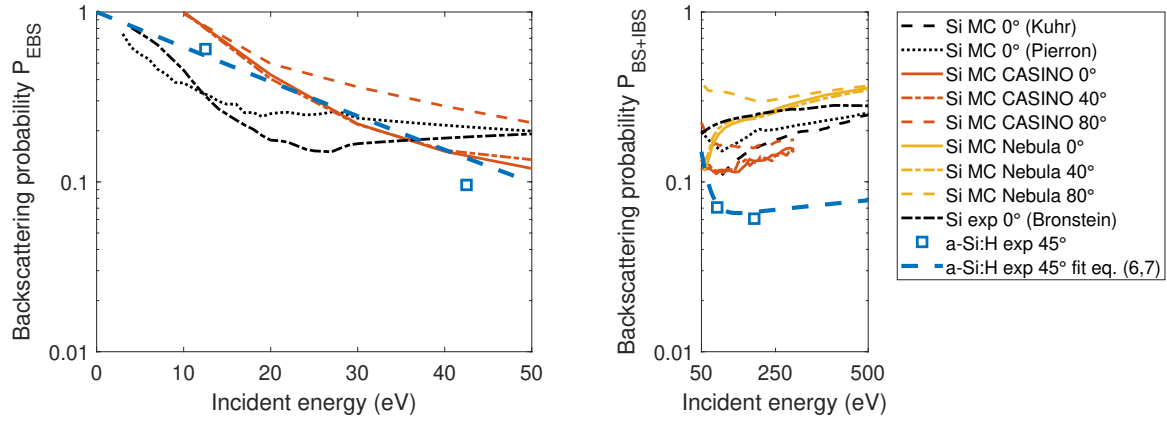 Backscattering probability P_EBS
1
0.1
0.01
0 10 20 30 40 50
Incident energy (eV)
Backscattering probability P_BS+IBS
1
0.1
0.01
50 250 500
Incident energy (eV)
Si MC 0° (Kuhr)
Si MC 0° (Pierron)
Si MC CASINO 0°
Si MC CASINO 40°
Si MC CASINO 80°
Si MC Nebula 0°
Si MC Nebula 40°
Si MC Nebula 80°
Si exp 0° (Bronstein)
a-Si:H exp 45°
a-Si:H exp 45° fit eq. (6,7)